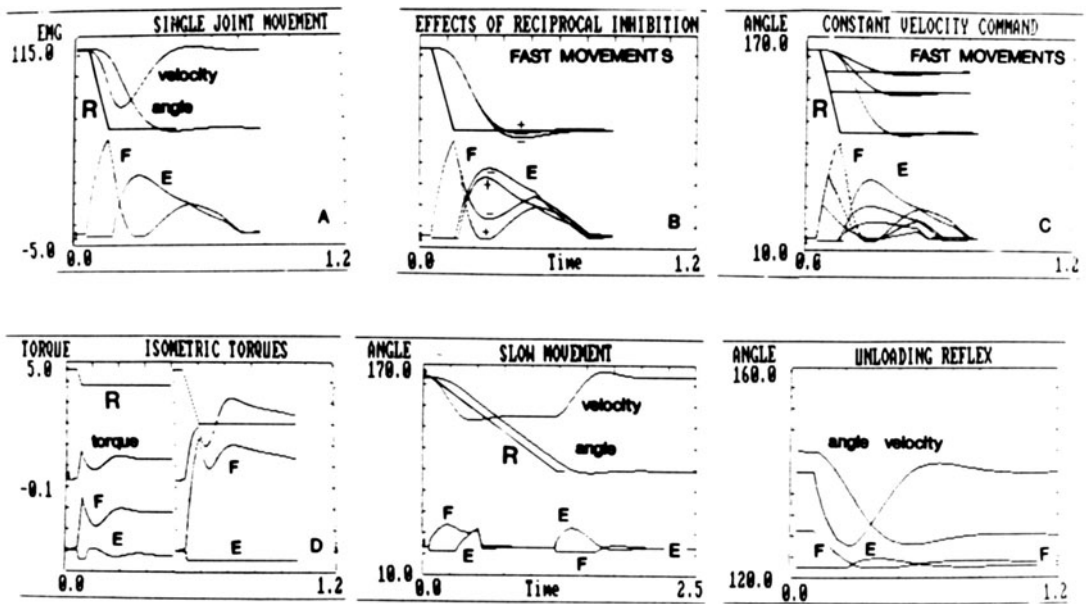 EMG SINGLE JOINT MOVEMENT
115.0
velocity
angle
R
F
E
A
-5.0
0.0 1.2
EFFECTS OF RECIPROCAL INHIBITION
FAST MOVEMENTS
+
-
-
F
E
-
+
-
+
B
0.0 Time 1.2
ANGLE CONSTANT VELOCITY COMMAND
170.0
FAST MOVEMENTS
R
F
E
C
10.0
0.0 1.2
TORQUE ISOMETRIC TORQUES
5.0
R
torque
-0.1
F
F
E
E
D
0.0 1.2
ANGLE SLOW MOVEMENT
170.0
velocity
angle
R
F
E
E
F
E
10.0
0.0 Time 2.5
ANGLE UNLOADING REFLEX
160.0
angle velocity
F E F
120.0
0.0 1.2